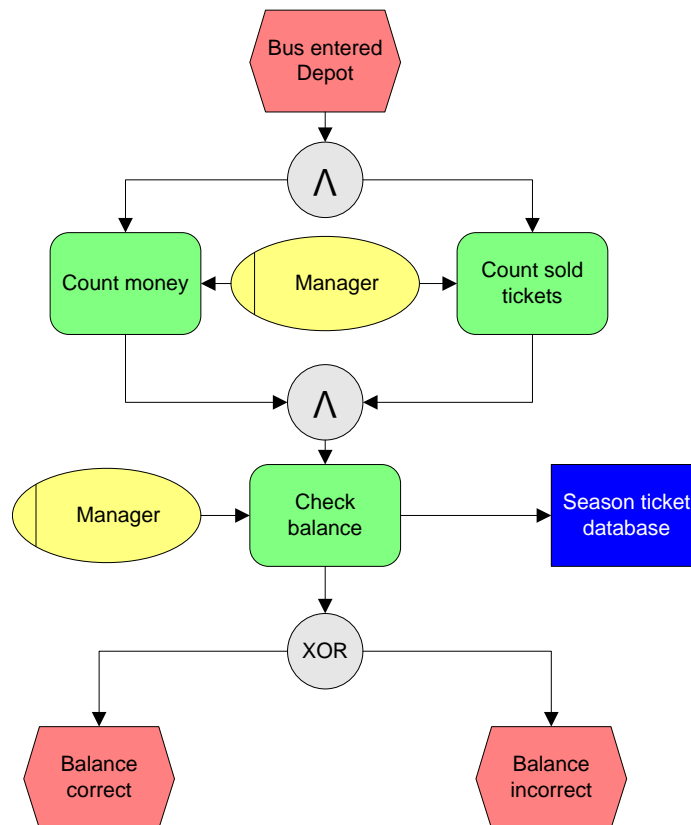 Bus entered
Depot
Λ
Count money
Manager
Count sold
tickets
Λ
Manager
Check
balance
Season ticket
database
XOR
Balance
correct
Balance
incorrect